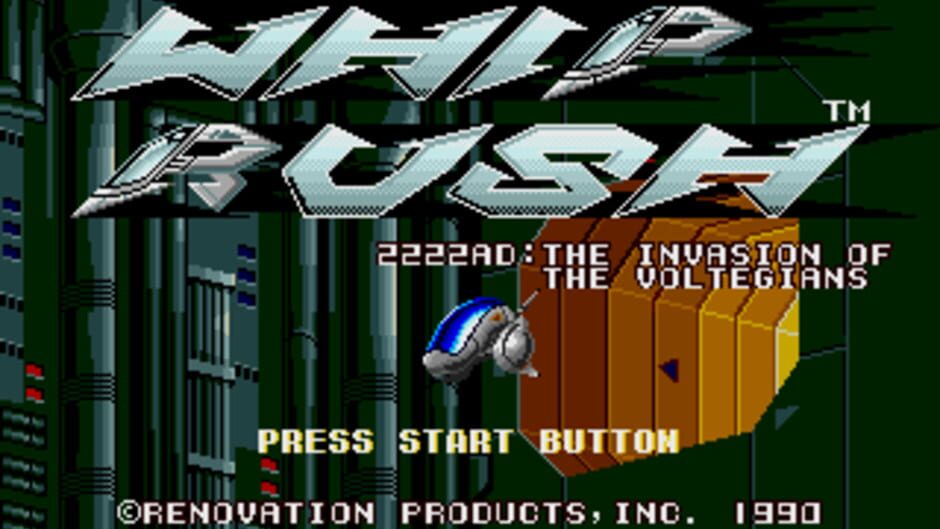 WHIP
RUSH
TM
2222AD:THE INVASION OF
THE VOLTEGIANS
PRESS START BUTTON
©RENOVATION PRODUCTS, INC. 1990